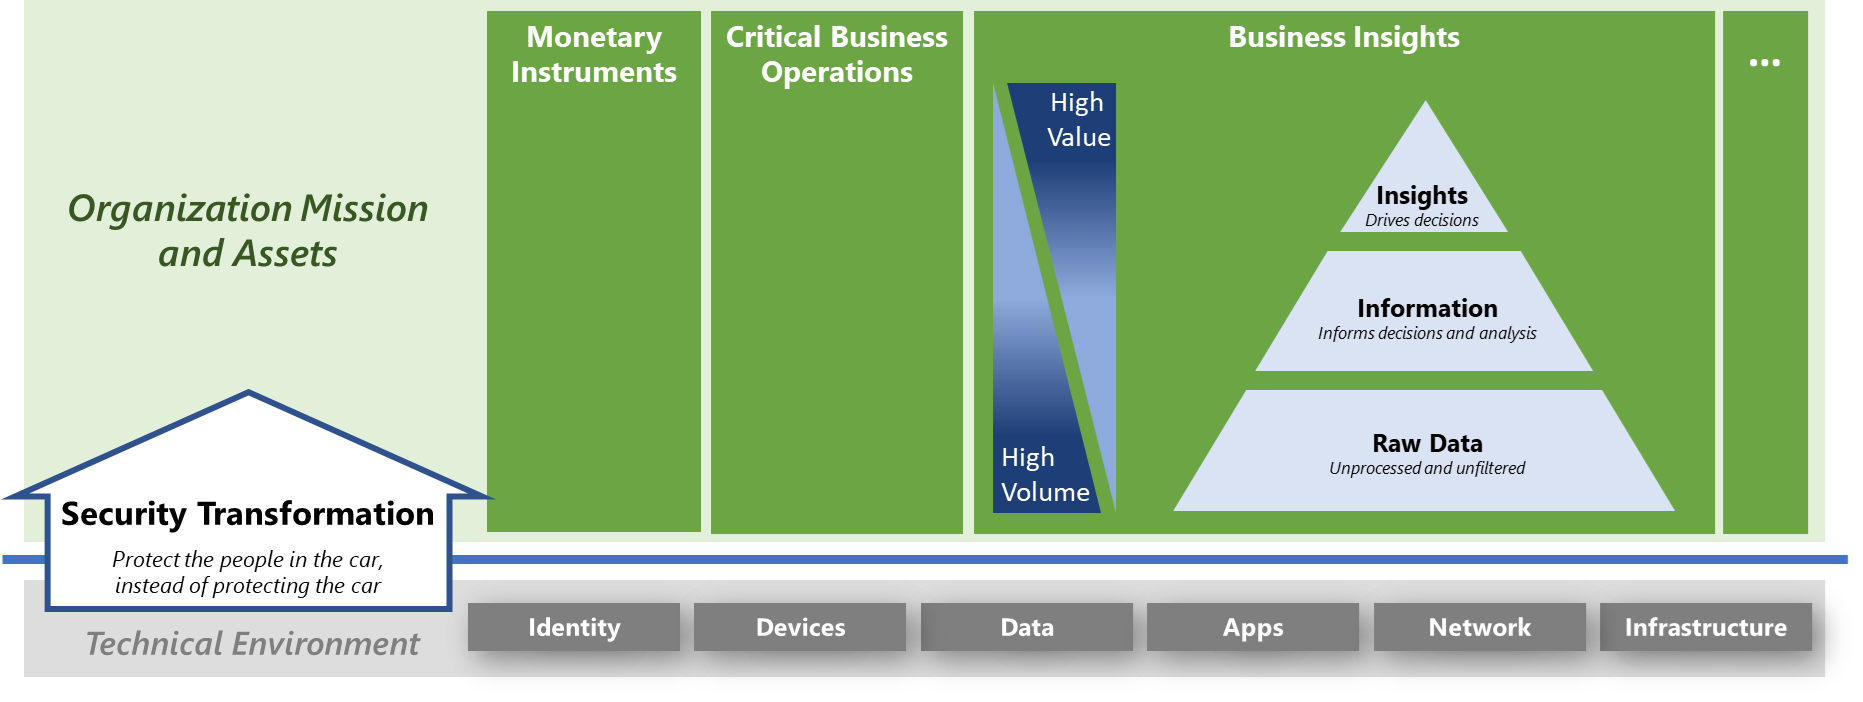 Monetary
Instruments
Critical Business
Operations
Business Insights
...
High
Value
High
Volume
Insights
Drives decisions
Information
Informs decisions and analysis
Raw Data
Unprocessed and unfiltered
Organization Mission
and Assets
Security Transformation
Protect the people in the car,
instead of protecting the car
Technical Environment
Identity
Devices
Data
Apps
Network
Infrastructure